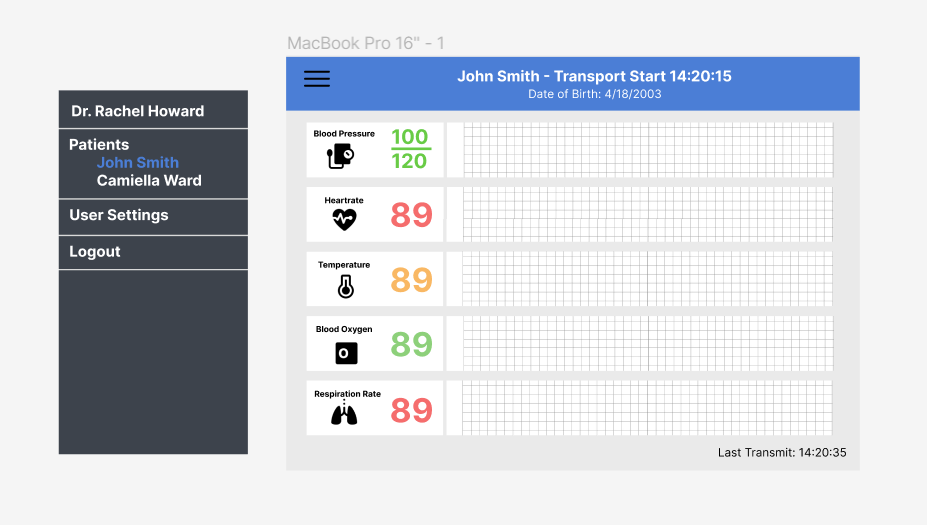 MacBook Pro 16" - 1
Dr. Rachel Howard
Patients
John Smith
Camiella Ward
User Settings
Logout
John Smith - Transport Start 14:20:15
Date of Birth: 4/18/2003
Blood Pressure
100
120
Heartrate
89
Temperature
89
Blood Oxygen
O
89
Respiration Rate
89
Last Transmit: 14:20:35